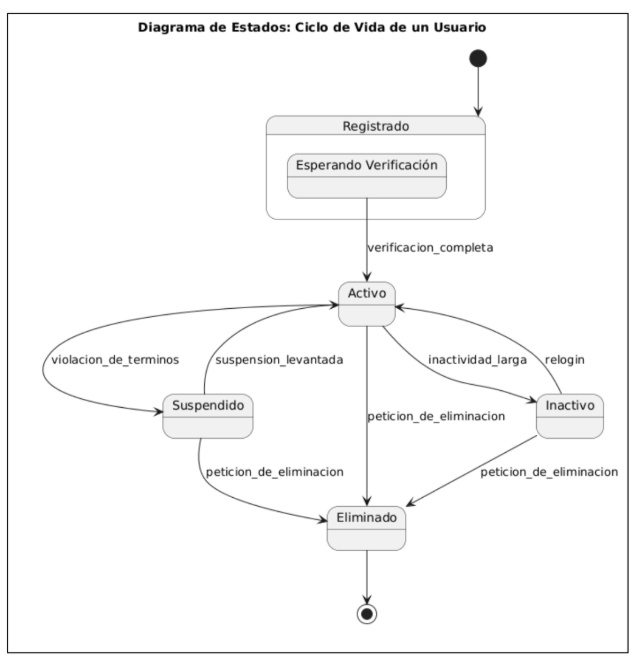 Diagrama de Estados: Ciclo de Vida de un Usuario
Registrado
Esperando Verificación
verificacion_completa
Activo
violacion_de_terminos
suspension_levantada
inactividad_larga
relogin
Suspendido
Inactivo
peticion_de_eliminacion
peticion_de_eliminacion
peticion_de_eliminacion
Eliminado